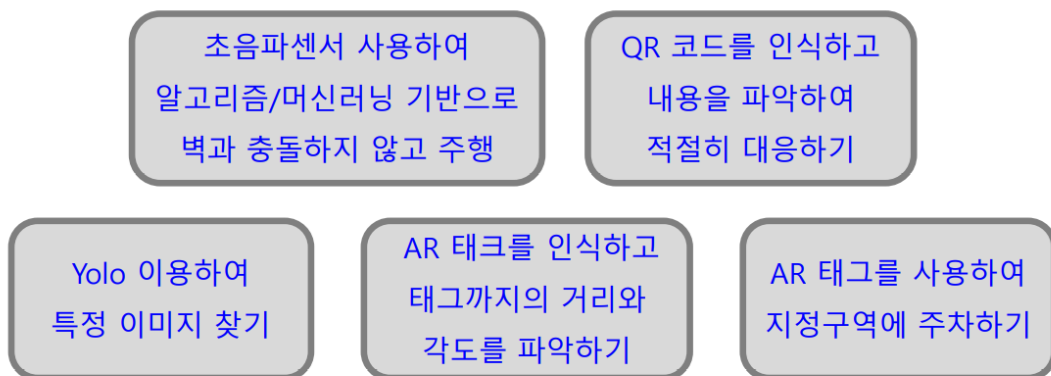 초음파센서 사용하여
알고리즘/머신러닝 기반으로
벽과 충돌하지 않고 주행
QR 코드를 인식하고
내용을 파악하여
적절히 대응하기
Yolo 이용하여
특정 이미지 찾기
AR 태크를 인식하고
태그까지의 거리와
각도를 파악하기
AR 태그를 사용하여
지정구역에 주차하기